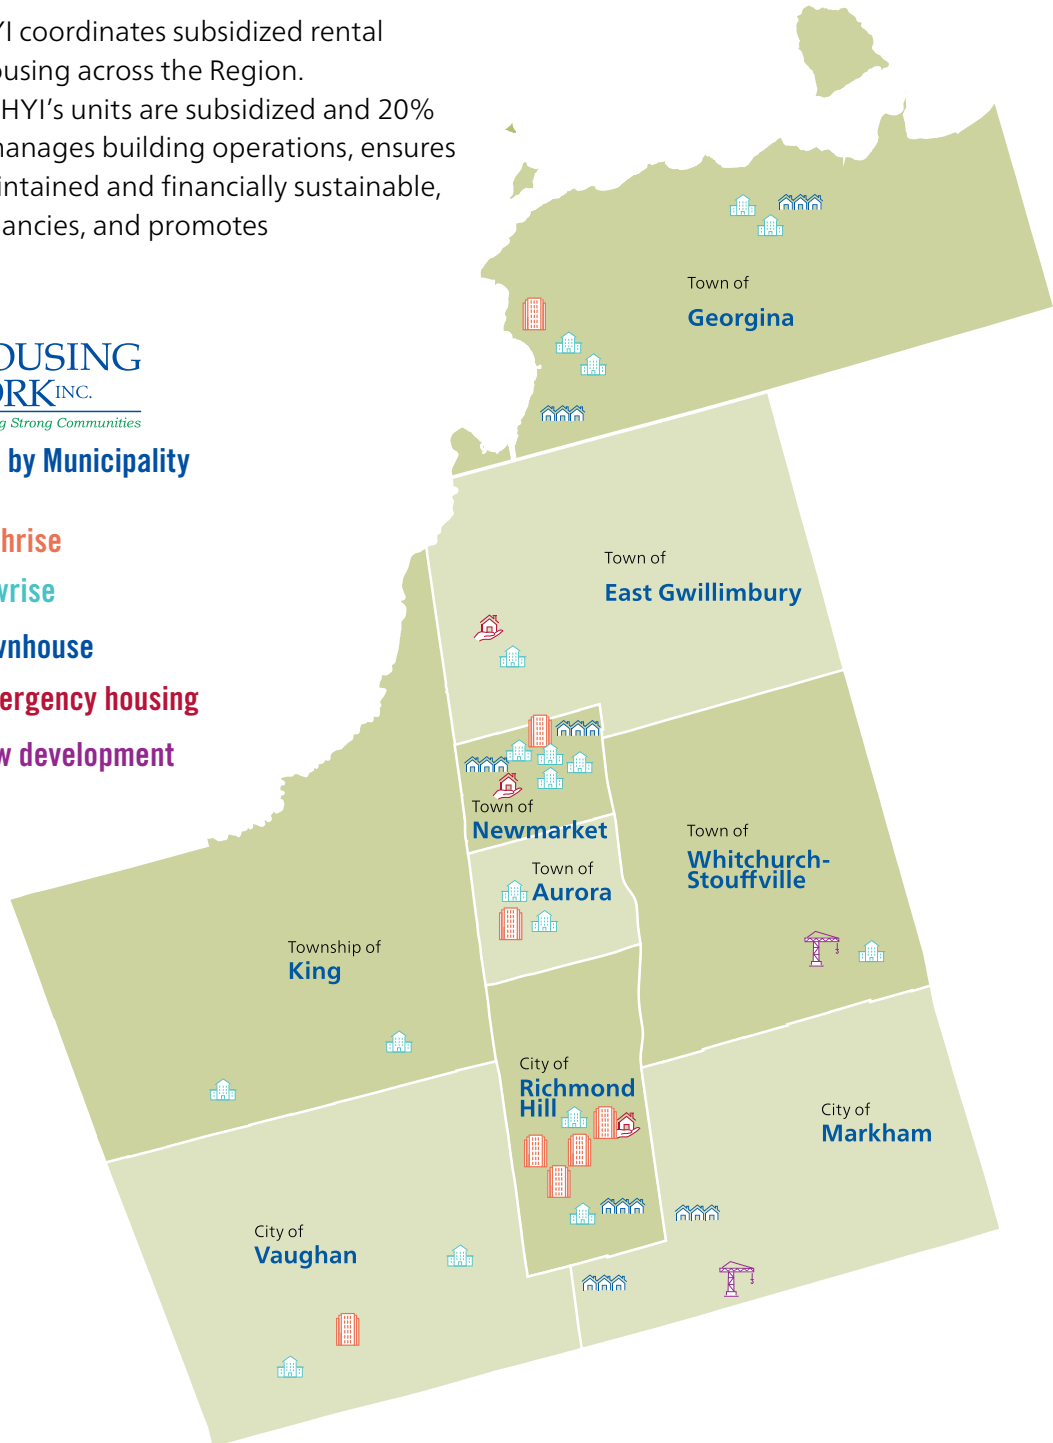 YI coordinates subsidized rental
ousing across the Region.
HYI’s units are subsidized and 20%
manages building operations, ensures
intained and financially sustainable,
ancies, and promotes
OUSING
ORK INC.
g Strong Communities
by Municipality
hrise
wrise
wnhouse
ergency housing
w development
Town of
Georgina
Town of
East Gwillimbury
Town of
Newmarket
Town of
Aurora
Town of
Whitchurch-
Stouffville
Township of
King
City of
Richmond
Hill
City of
Markham
City of
Vaughan